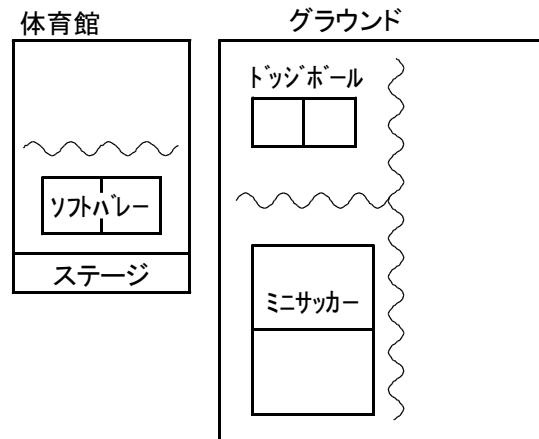 体育館
グラウンド
ドッジボール
ソフトバレー
ステージ
ミニサッカー